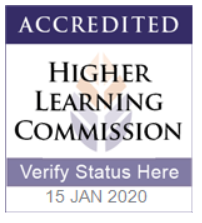 ACCREDITED
HIGHER
LEARNING
COMMISSION
Verify Status Here
15 JAN 2020